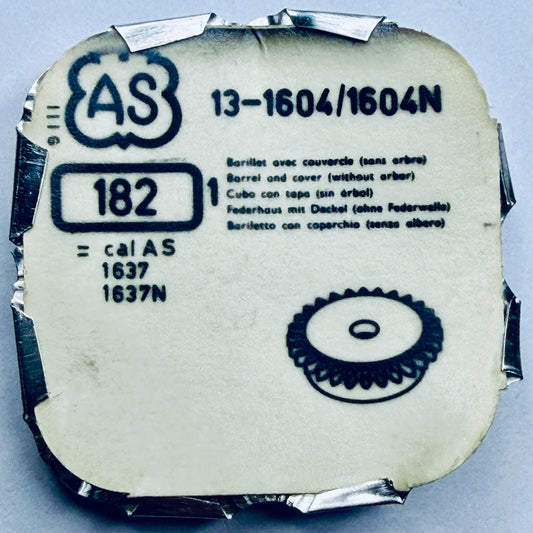 AS
13-1604/1604N
1116
182 1
Barillet avec couvercle (sans arbre)
Barrel and cover (without arbor)
Cubo con tapa (sin árbol)
Federhaus mit Deckel (ohne Federwelle)
Bariletto con coperchio (senza albero)
= cal AS
1637
1637N